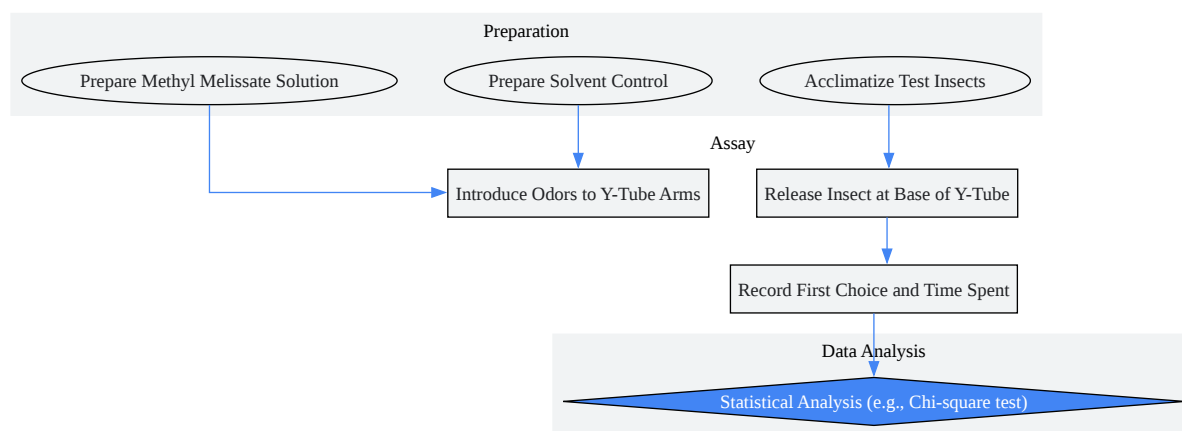 Preparation
Prepare Methyl Melissate Solution
Prepare Solvent Control
Acclimatize Test Insects
Assay
Introduce Odors to Y-Tube Arms
Release Insect at Base of Y-Tube
Record First Choice and Time Spent
Data Analysis
Statistical Analysis (e.g., Chi-square test)